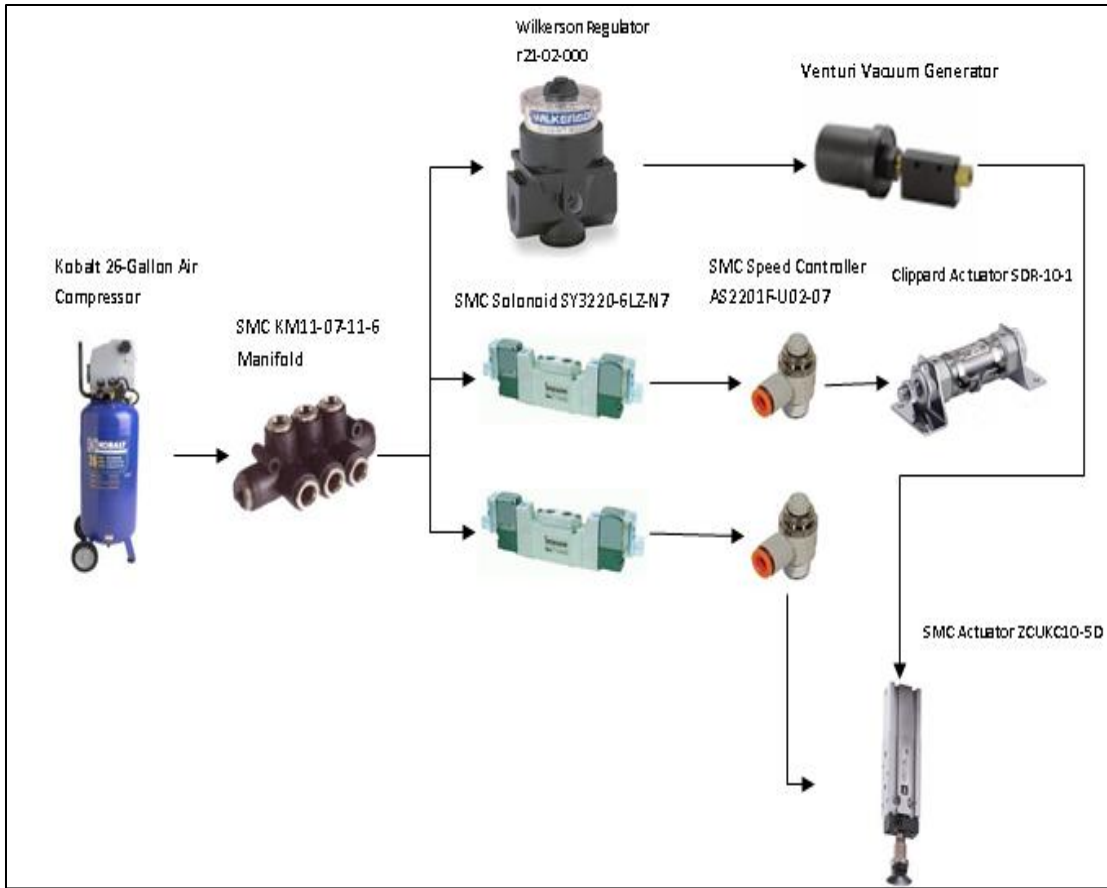 Wilkerson Regulator
r21-02-000
WILKERSON
Venturi Vacuum Generator
Kobalt 26-Gallon Air
Compressor
SMC KM11-07-11-6
Manifold
SMC Solonoid SY3220-6LZ-N7
SMC Speed Controller
AS2201F-U02-07
Clippard Actuator SDR-10-1
KOBALT
SMC Actuator ZCUKC10-5D